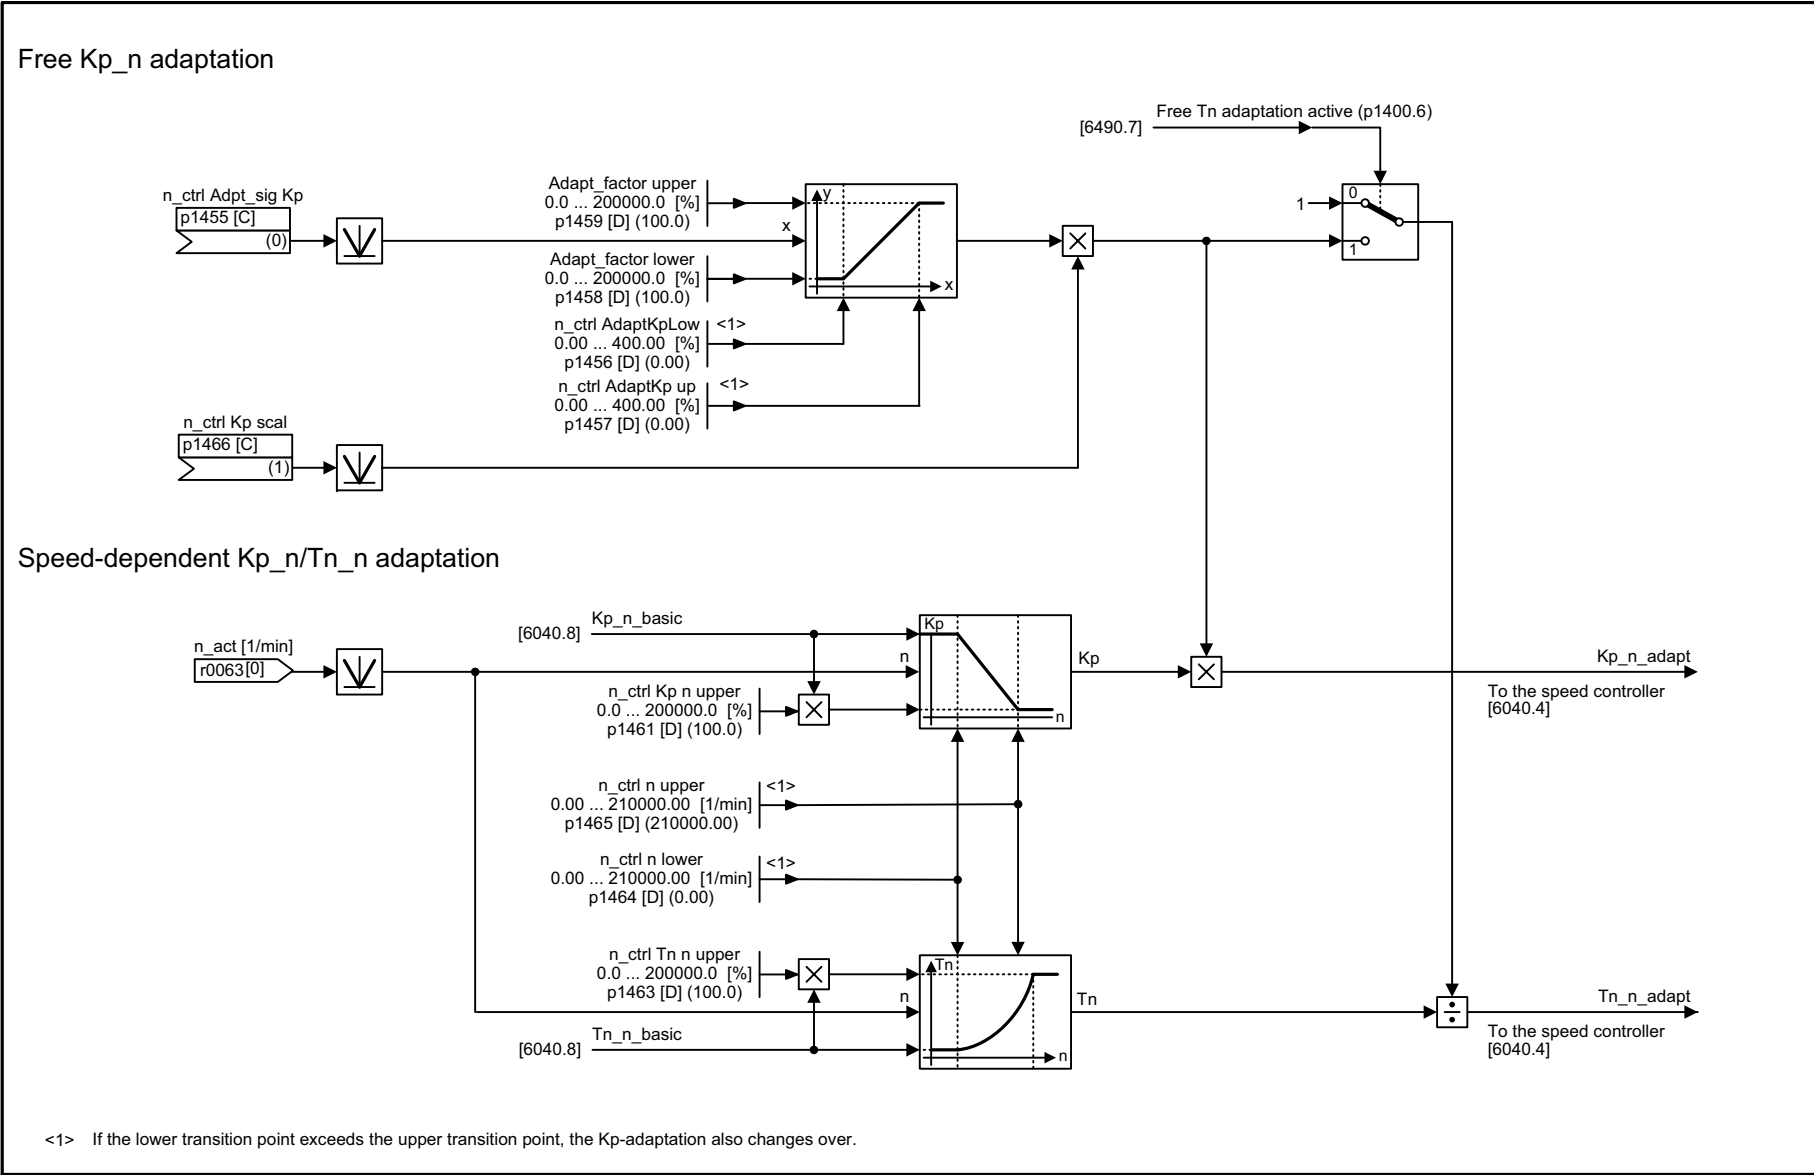 Free Kp_n adaptation
Free Tn adaptation active (p1400.6)
[6490.7]
n_ctrl Adpt_sig Kp
p1455 [C]
(0)
Adapt_factor upper
0.0 ... 200000.0 [%]
p1459 [D] (100.0)
x
Adapt_factor lower
0.0 ... 200000.0 [%]
p1458 [D] (100.0)
y
x
n_ctrl AdaptKpLow
<1>
0.00 ... 400.00 [%]
p1456 [D] (0.00)
n_ctrl AdaptKp up
<1>
0.00 ... 400.00 [%]
p1457 [D] (0.00)
1
0
1
n_ctrl Kp scal
p1466 [C]
(1)
Speed-dependent Kp_n/Tn_n adaptation
n_act [1/min]
r0063[0]
[6040.8]
Kp_n_basic
n
n_ctrl Kp n upper
0.0 ... 200000.0 [%]
p1461 [D] (100.0)
Kp
n
Kp
Kp_n_adapt
To the speed controller
[6040.4]
n_ctrl n upper
<1>
0.00 ... 210000.00 [1/min]
p1465 [D] (210000.00)
n_ctrl n lower
<1>
0.00 ... 210000.00 [1/min]
p1464 [D] (0.00)
n_ctrl Tn n upper
0.0 ... 200000.0 [%]
p1463 [D] (100.0)
n
[6040.8]
Tn_n_basic
Tn
n
Tn
Tn_n_adapt
To the speed controller
[6040.4]
<1> If the lower transition point exceeds the upper transition point, the Kp-adaptation also changes over.